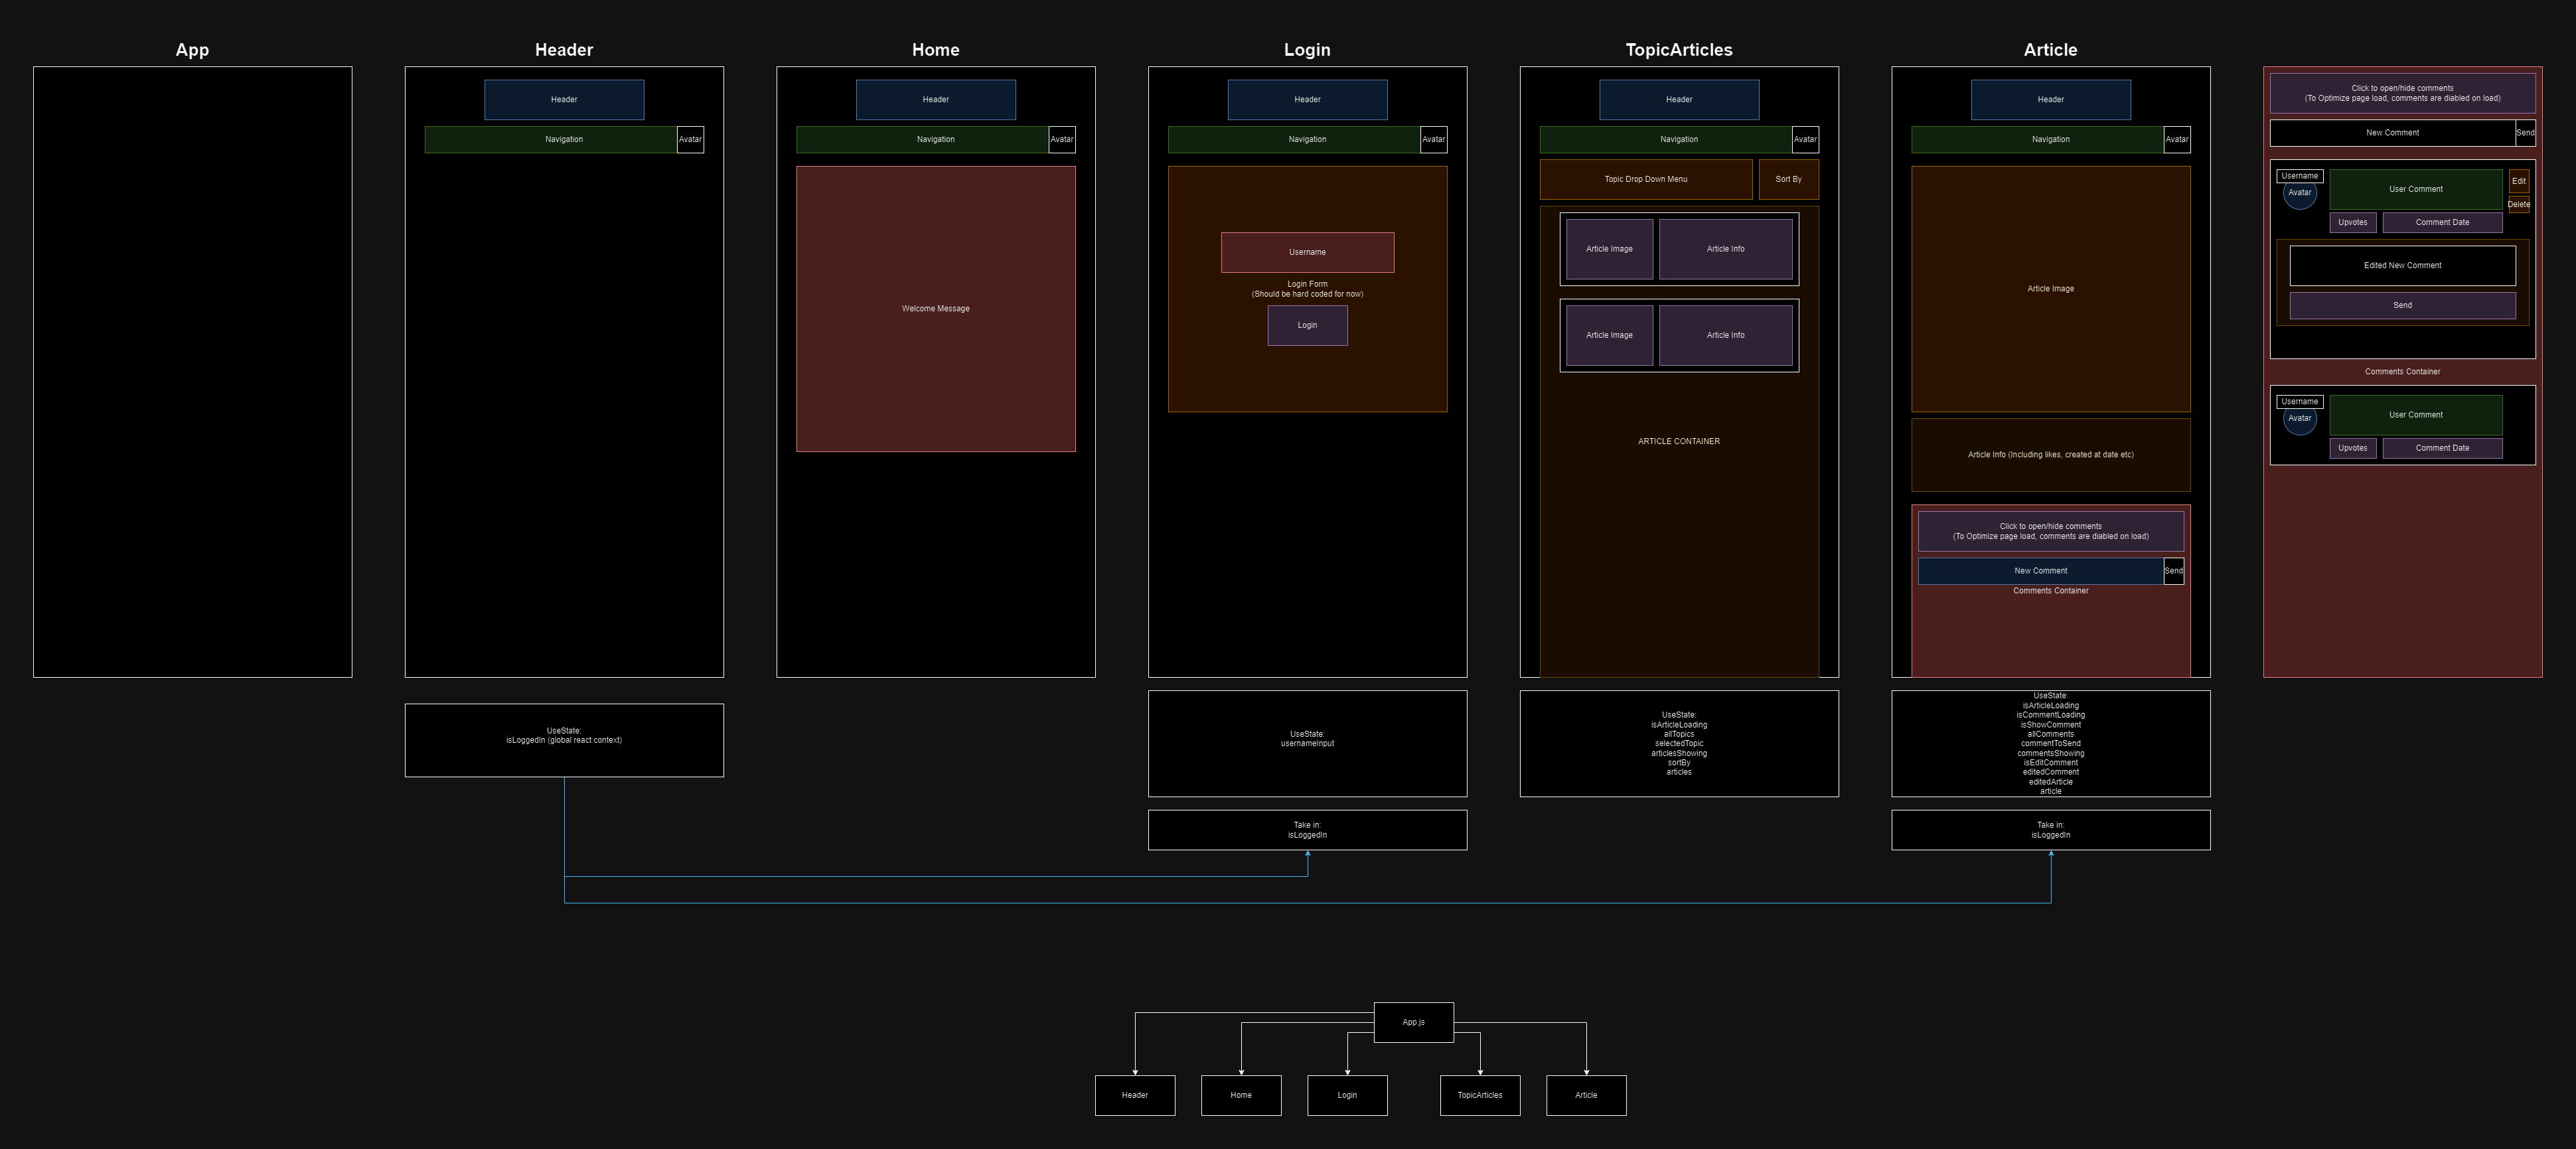 App
Header
Home
Login
TopicArticles
Article
Header
Navigation
Avatar
UseState:
isLoggedIn (global react context)
Header
Navigation
Avatar
Welcome Message
Header
Navigation
Avatar
Username
Login Form
(Should be hard coded for now)
Login
UseState:
usernameInput
Take in:
isLoggedIn
Header
Navigation
Avatar
Topic Drop Down Menu
Sort By
Article Image
Article Info
Article Image
Article Info
ARTICLE CONTAINER
UseState:
isArticleLoading
allTopics
selectedTopic
articlesShowing
sortBy
articles
Header
Navigation
Avatar
Article Image
Article Info (Including likes, created at date etc)
Click to open/hide comments
(To Optimize page load, comments are diabled on load)
New Comment
Send
Comments Container
UseState:
isArticleLoading
isCommentLoading
isShowComment
allComments
commentToSend
commentsShowing
isEditComment
editedComment
editedArticle
article
Take in:
isLoggedIn
Click to open/hide comments
(To Optimize page load, comments are diabled on load)
New Comment
Send
Username
Avatar
User Comment
Edit
Delete
Upvotes
Comment Date
Edited New Comment
Send
Comments Container
Username
Avatar
User Comment
Upvotes
Comment Date
App.js
Header
Home
Login
TopicArticles
Article